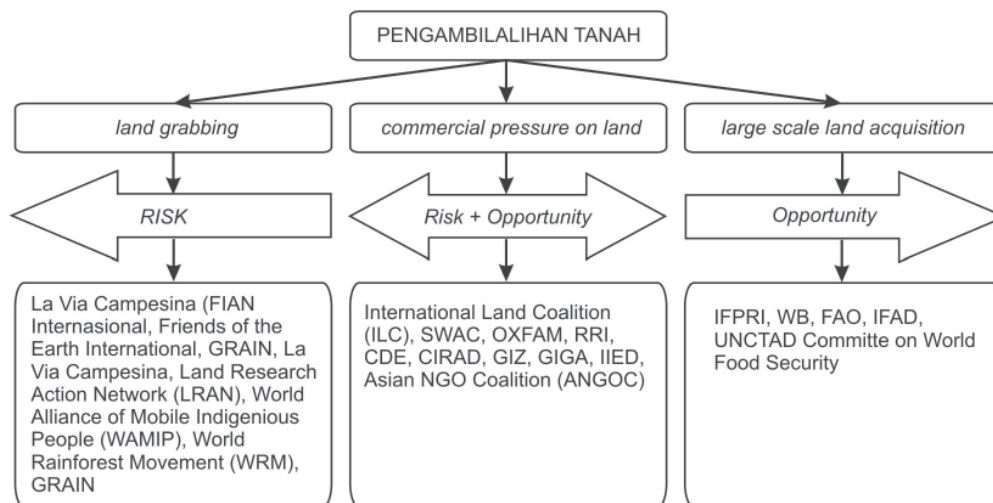 PENGAMBILALIHAN TANAH
land grabbing
commercial pressure on land
large scale land acquisition
RISK
Risk + Opportunity
Opportunity
La Via Campesina (FIAN
Internasional, Friends of the
Earth International, GRAIN, La
Via Campesina, Land Research
Action Network (LRAN), World
Alliance of Mobile Indigenious
People (WAMIP), World
Rainforest Movement (WRM),
GRAIN
International Land Coalition
(ILC), SWAC, OXFAM, RRI,
CDE, CIRAD, GIZ, GIGA, IIED,
Asian NGO Coalition (ANGOC)
IFPRI, WB, FAO, IFAD,
UNCTAD Committe on World
Food Security